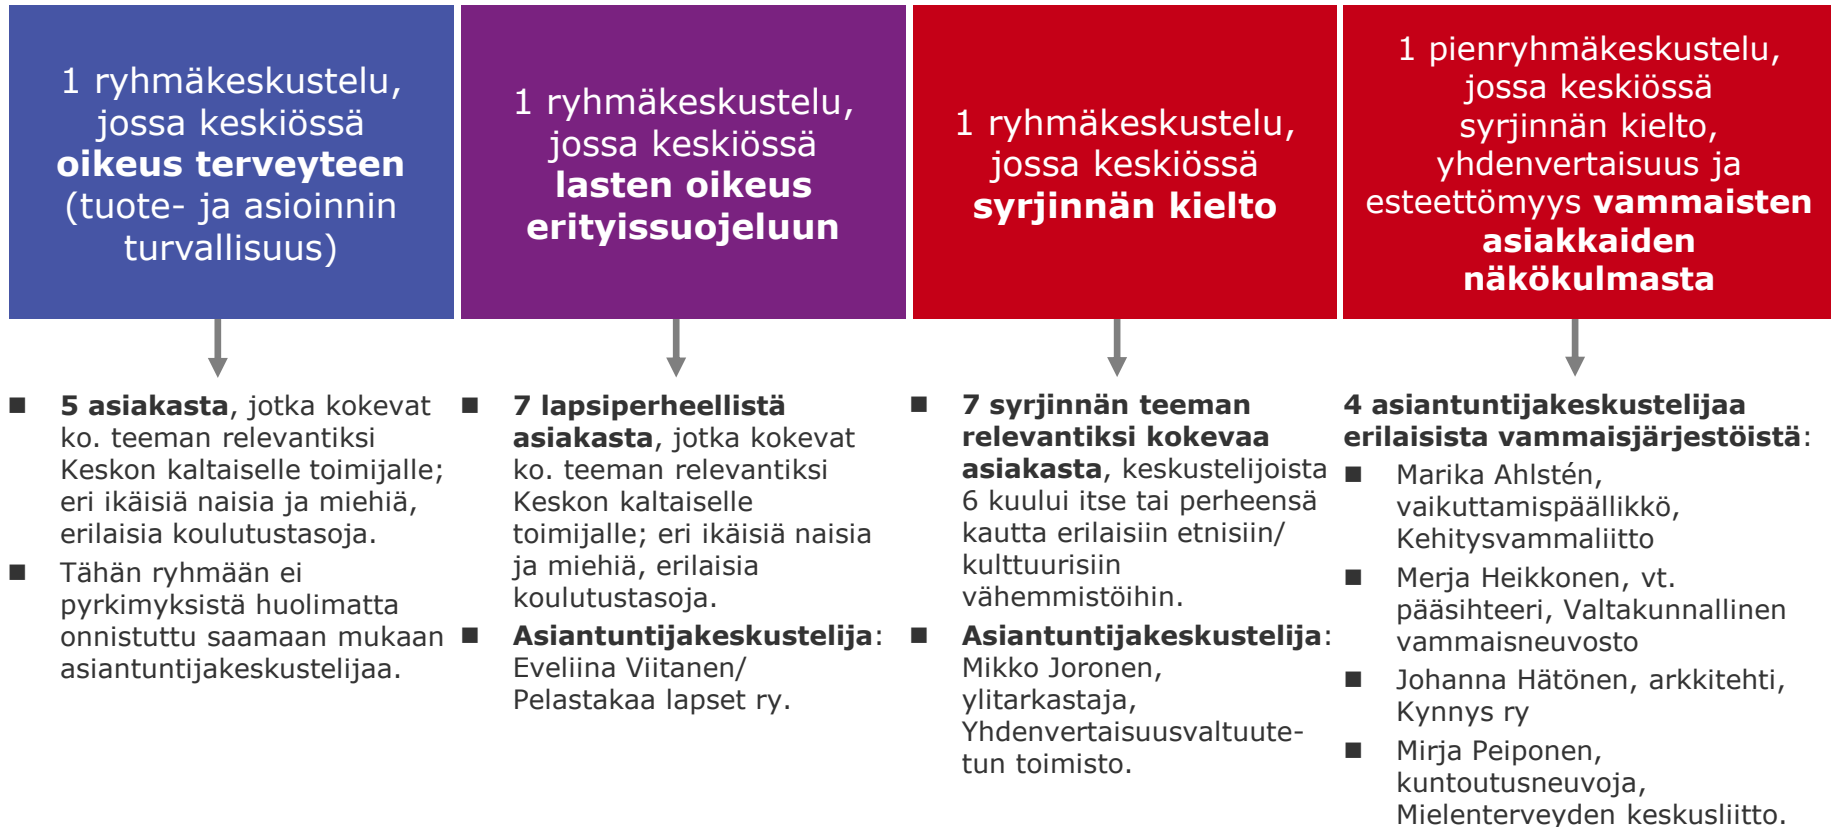 1 ryhmäkeskustelu,
jossa keskiössä
oikeus terveyteen
(tuote- ja asioinnin
turvallisuus)
1 ryhmäkeskustelu,
jossa keskiössä
lasten oikeus
erityissuojeluun
1 ryhmäkeskustelu,
jossa keskiössä
syrjinnän kielto
1 pienryhmäkeskustelu,
jossa keskiössä
syrjinnän kielto,
yhdenvertaisuus ja
esteettömyys vammaisten
asiakkaiden
näkökulmasta
■ 5 asiakasta, jotka kokevat
ko. teeman relevantiksi
Keskon kaltaiselle toimijalle;
eri ikäisiä naisia ja miehiä,
erilaisia koulutustasoja.
■ Tähän ryhmään ei
pyrkimyksistä huolimatta
onnistuttu saamaan mukaan
asiantuntijakeskustelijaa.
■ 7 lapsiperheellistä
asiakasta, jotka kokevat
ko. teeman relevantiksi
Keskon kaltaiselle
toimijalle; eri ikäisiä naisia
ja miehiä, erilaisia
koulutustasoja.
■ Asiantuntijakeskustelija:
Eveliina Viitanen/
Pelastakaa lapset ry.
■ 7 syrjinnän teeman
relevantiksi kokevaa
asiakasta, keskustelijoista
6 kuului itse tai perheensä
kautta erilaisiin etnisiin/
kulttuurisiin
vähemmistöihin.
■ Asiantuntijakeskustelija:
Mikko Joronen,
ylitarkastaja,
Yhdenvertaisuusvaltuute-
tun toimisto.
4 asiantuntijakeskustelijaa
erilaisista vammaisjärjestöistä:
■ Marika Ahlstén,
vaikuttamispäällikkö,
Kehitysvammaliitto
■ Merja Heikkonen, vt.
pääsihteeri, Valtakunnallinen
vammaisneuvosto
■ Johanna Hätönen, arkkitehti,
Kynnys ry
■ Mirja Peiponen,
kuntoutusneuvoja,
Mielenterveyden keskusliitto.